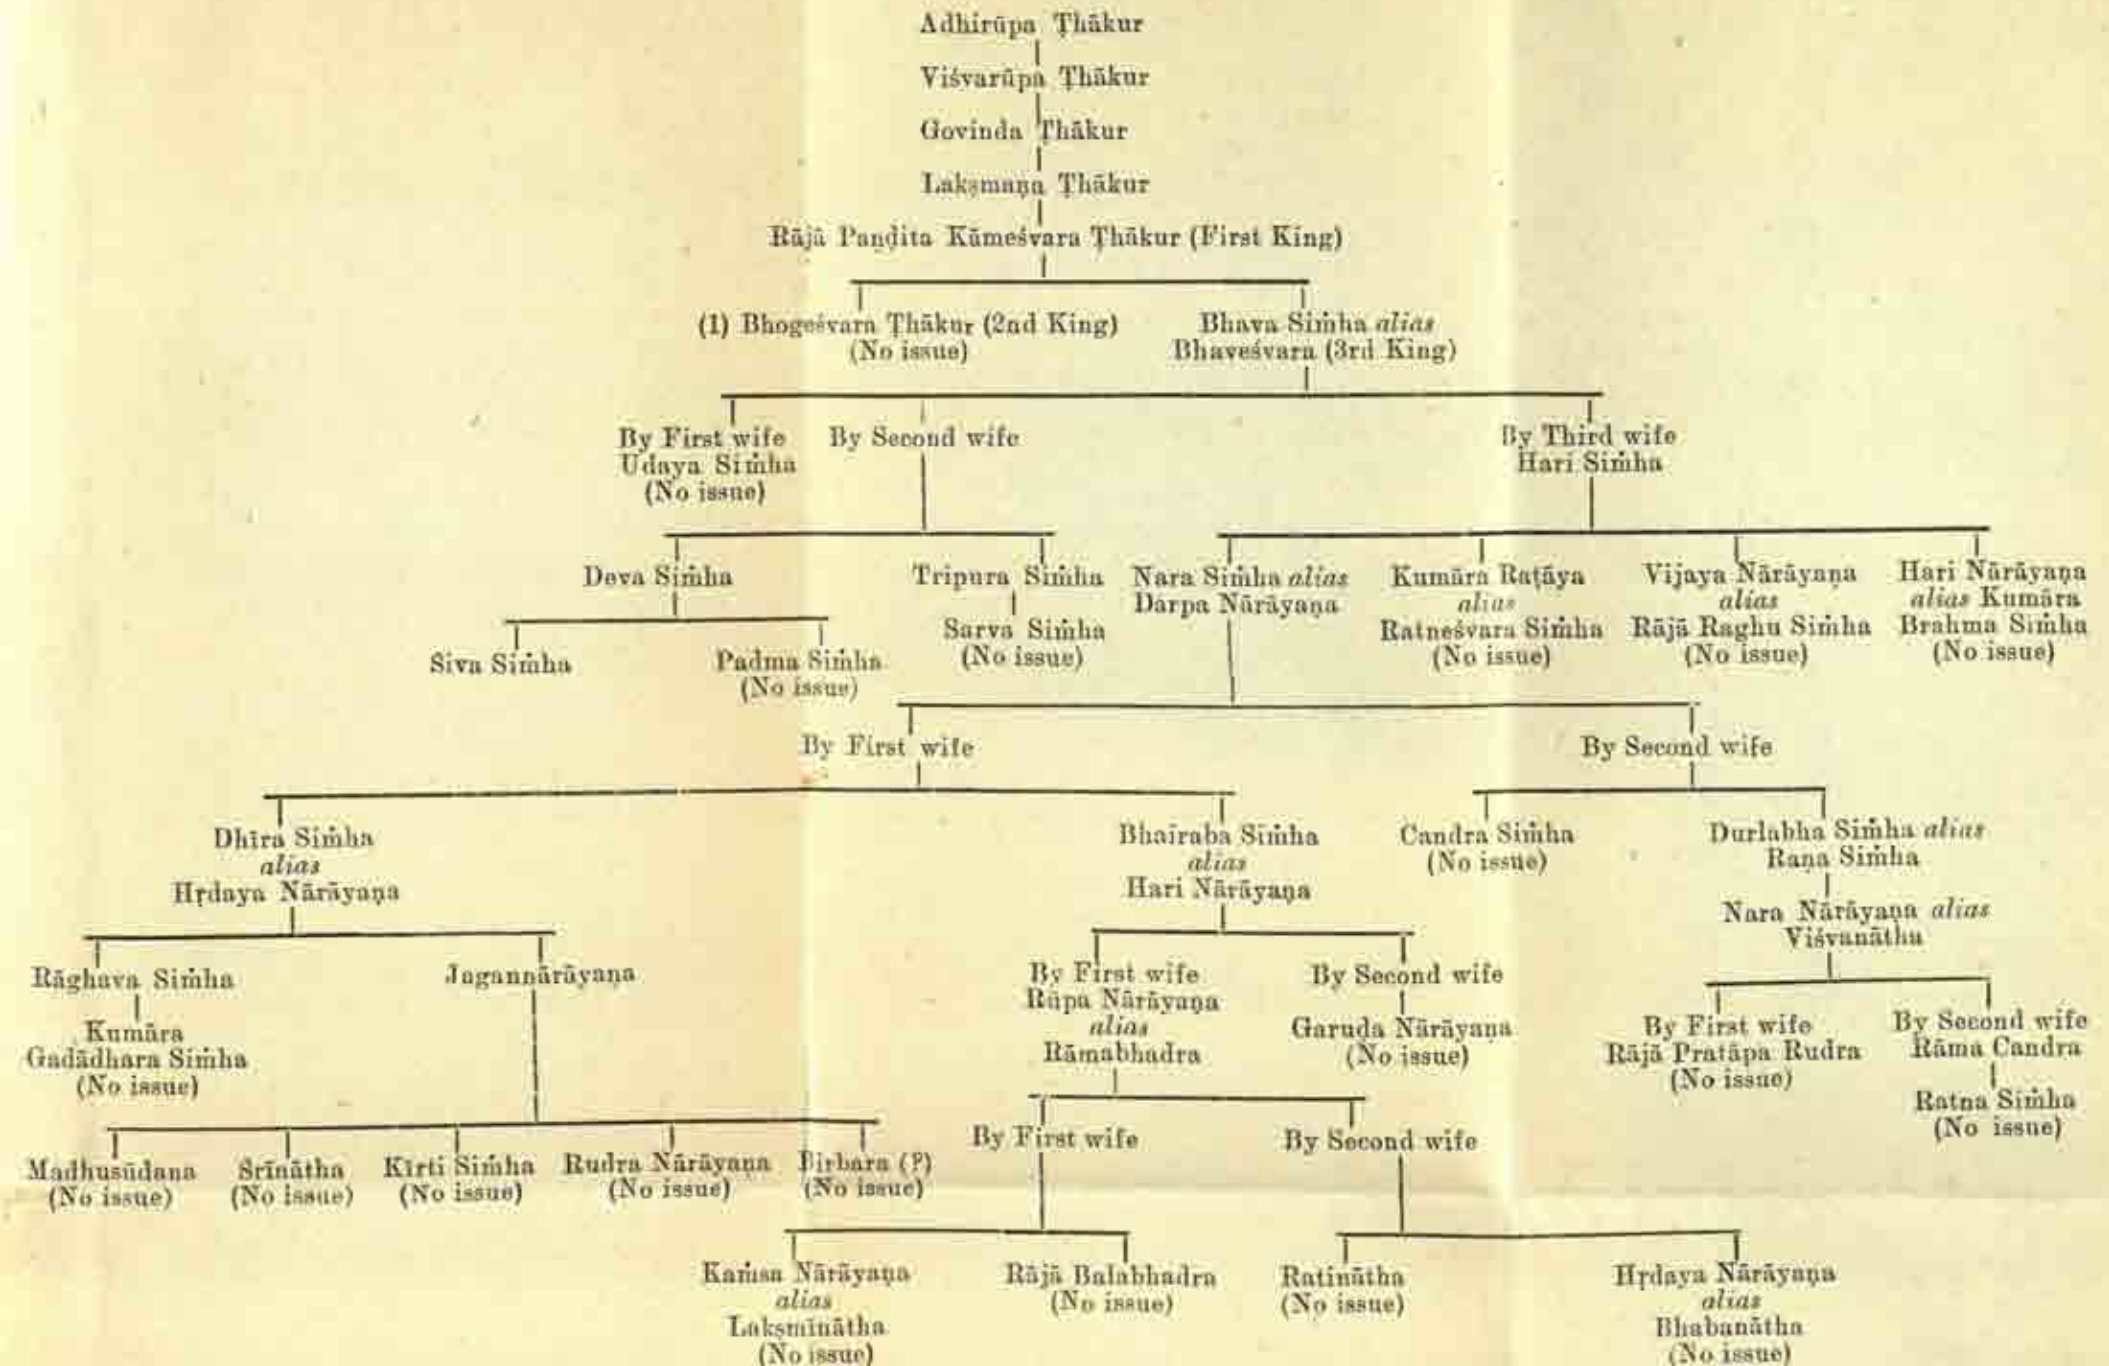 Adhirūpa Ṭhākur
Viśvarūpa Ṭhākur
Govinda Ṭhākur
Lakṣmaṇa Ṭhākur
Rājā Paṇḍita Kāmeśvara Ṭhākur (First King)
(1) Bhogeśvara Ṭhākur (2nd King)
(No issue)
Bhava Siṁha alias
Bhaveśvara (3rd King)
By First wife
Udaya Siṁha
(No issue)
By Second wife
By Third wife
Hari Siṁha
Deva Siṁha
Tripura Siṁha
Sarva Siṁha
(No issue)
Nara Siṁha alias
Darpa Nārāyaṇa
Kumāra Raṭāya
alias
Ratneśvara Siṁha
(No issue)
Vijaya Nārāyaṇa
alias
Rājā Raghu Siṁha
(No issue)
Hari Nārāyaṇa
alias Kumāra
Brahma Siṁha
(No issue)
Siva Siṁha
Padma Siṁha
(No issue)
By First wife
By Second wife
Dhīra Siṁha
alias
Hṛdaya Nārāyaṇa
Bhairaba Siṁha
alias
Hari Nārāyaṇa
Candra Siṁha
(No issue)
Durlabha Siṁha alias
Raṇa Siṁha
Nara Nārāyaṇa alias
Viśvanātha
Rāghava Siṁha
Kumāra
Gadādhara Siṁha
(No issue)
Jagannārāyaṇa
By First wife
Rūpa Nārāyaṇa
alias
Rāmabhadra
By Second wife
Garuda Nārāyaṇa
(No issue)
By First wife
Rājā Pratāpa Rudra
(No issue)
By Second wife
Rāma Candra
Ratna Siṁha
(No issue)
Madhusūdana
(No issue)
Srīnātha
(No issue)
Kīrti Siṁha
(No issue)
Rudra Nārāyaṇa
(No issue)
Birbara (?)
(No issue)
By First wife
By Second wife
Kaṁsa Nārāyaṇa
alias
Lakṣmīnātha
(No issue)
Rājā Balabhadra
(No issue)
Ratinātha
(No issue)
Hṛdaya Nārāyaṇa
alias
Bhabanātha
(No issue)